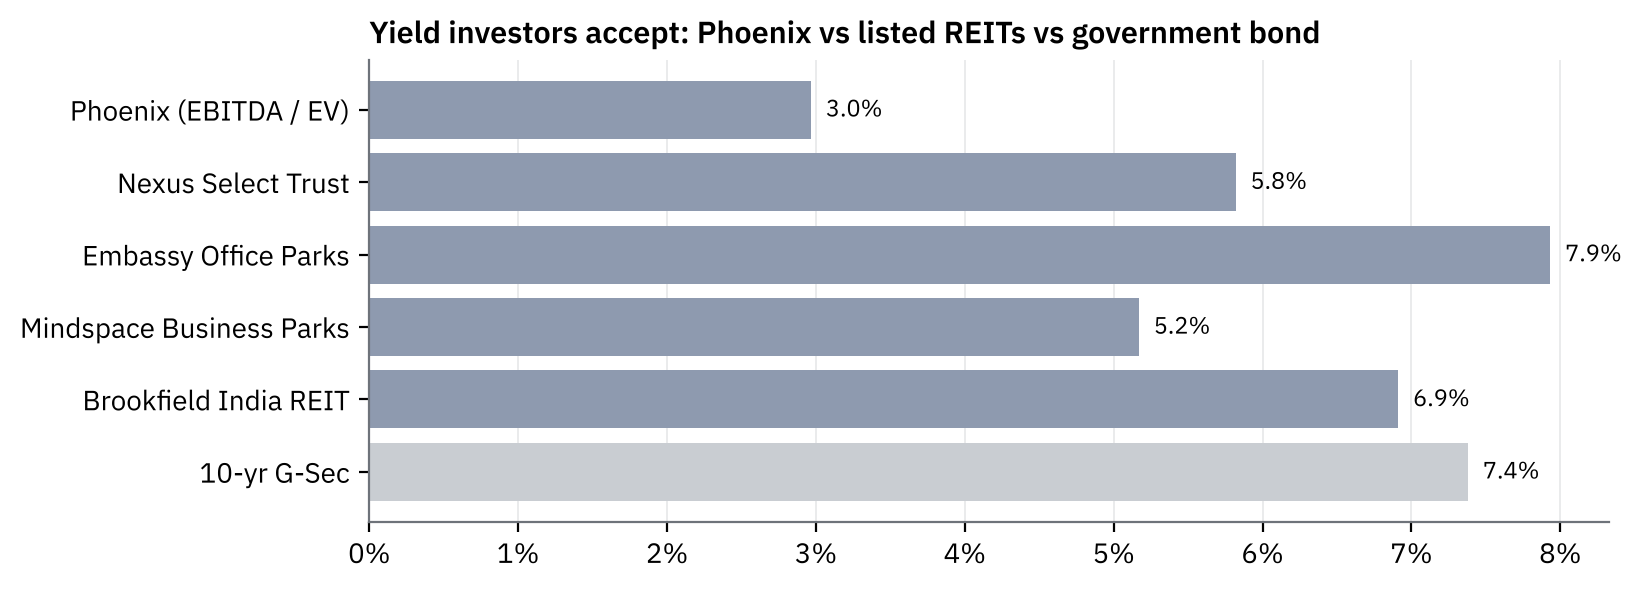 Yield investors accept: Phoenix vs listed REITs vs government bond
Phoenix (EBITDA / EV)
3.0%
Nexus Select Trust
5.8%
Embassy Office Parks
7.9%
Mindspace Business Parks
5.2%
Brookfield India REIT
6.9%
10-yr G-Sec
7.4%
0% 1% 2% 3% 4% 5% 6% 7% 8%